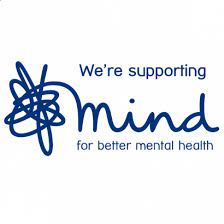 We're supporting
mind
for better mental health